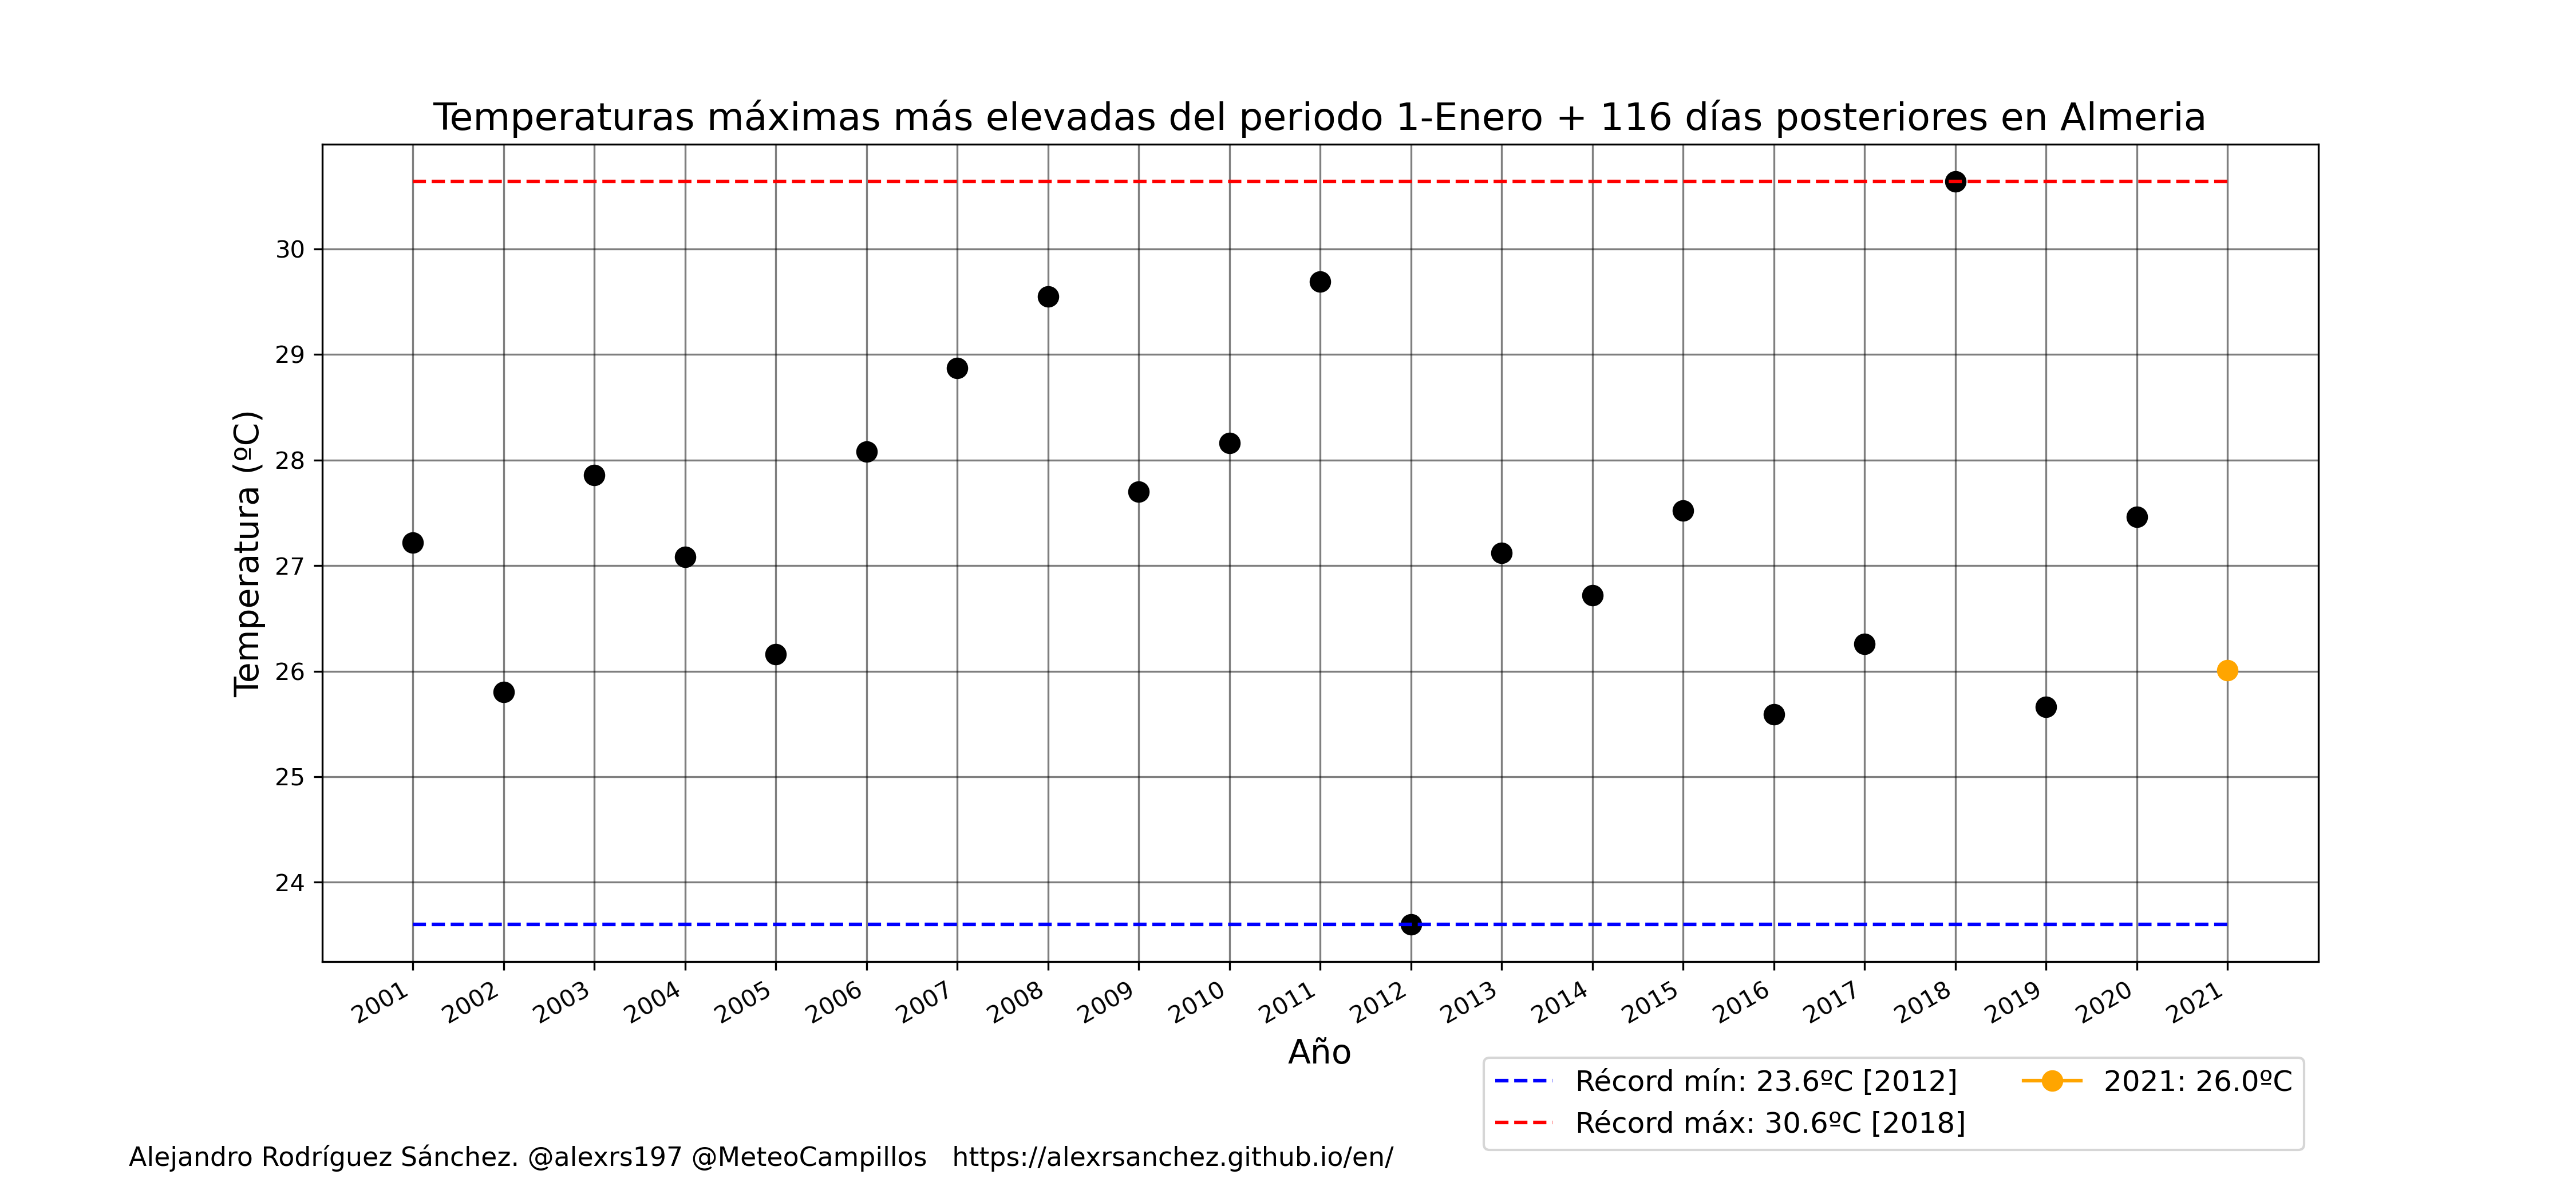 Temperaturas máximas más elevadas del periodo 1-Enero + 116 días posteriores en Almeria
Temperatura (ºC)
30
29
28
27
26
25
24
2001 2002 2003 2004 2005 2006 2007 2008 2009 2010 2011 2012 2013 2014 2015 2016 2017 2018 2019 2020 2021
Año
Récord mín: 23.6ºC [2012]
Récord máx: 30.6ºC [2018]
2021: 26.0ºC
Alejandro Rodríguez Sánchez. @alexrs197 @MeteoCampillos https://alexrsanchez.github.io/en/